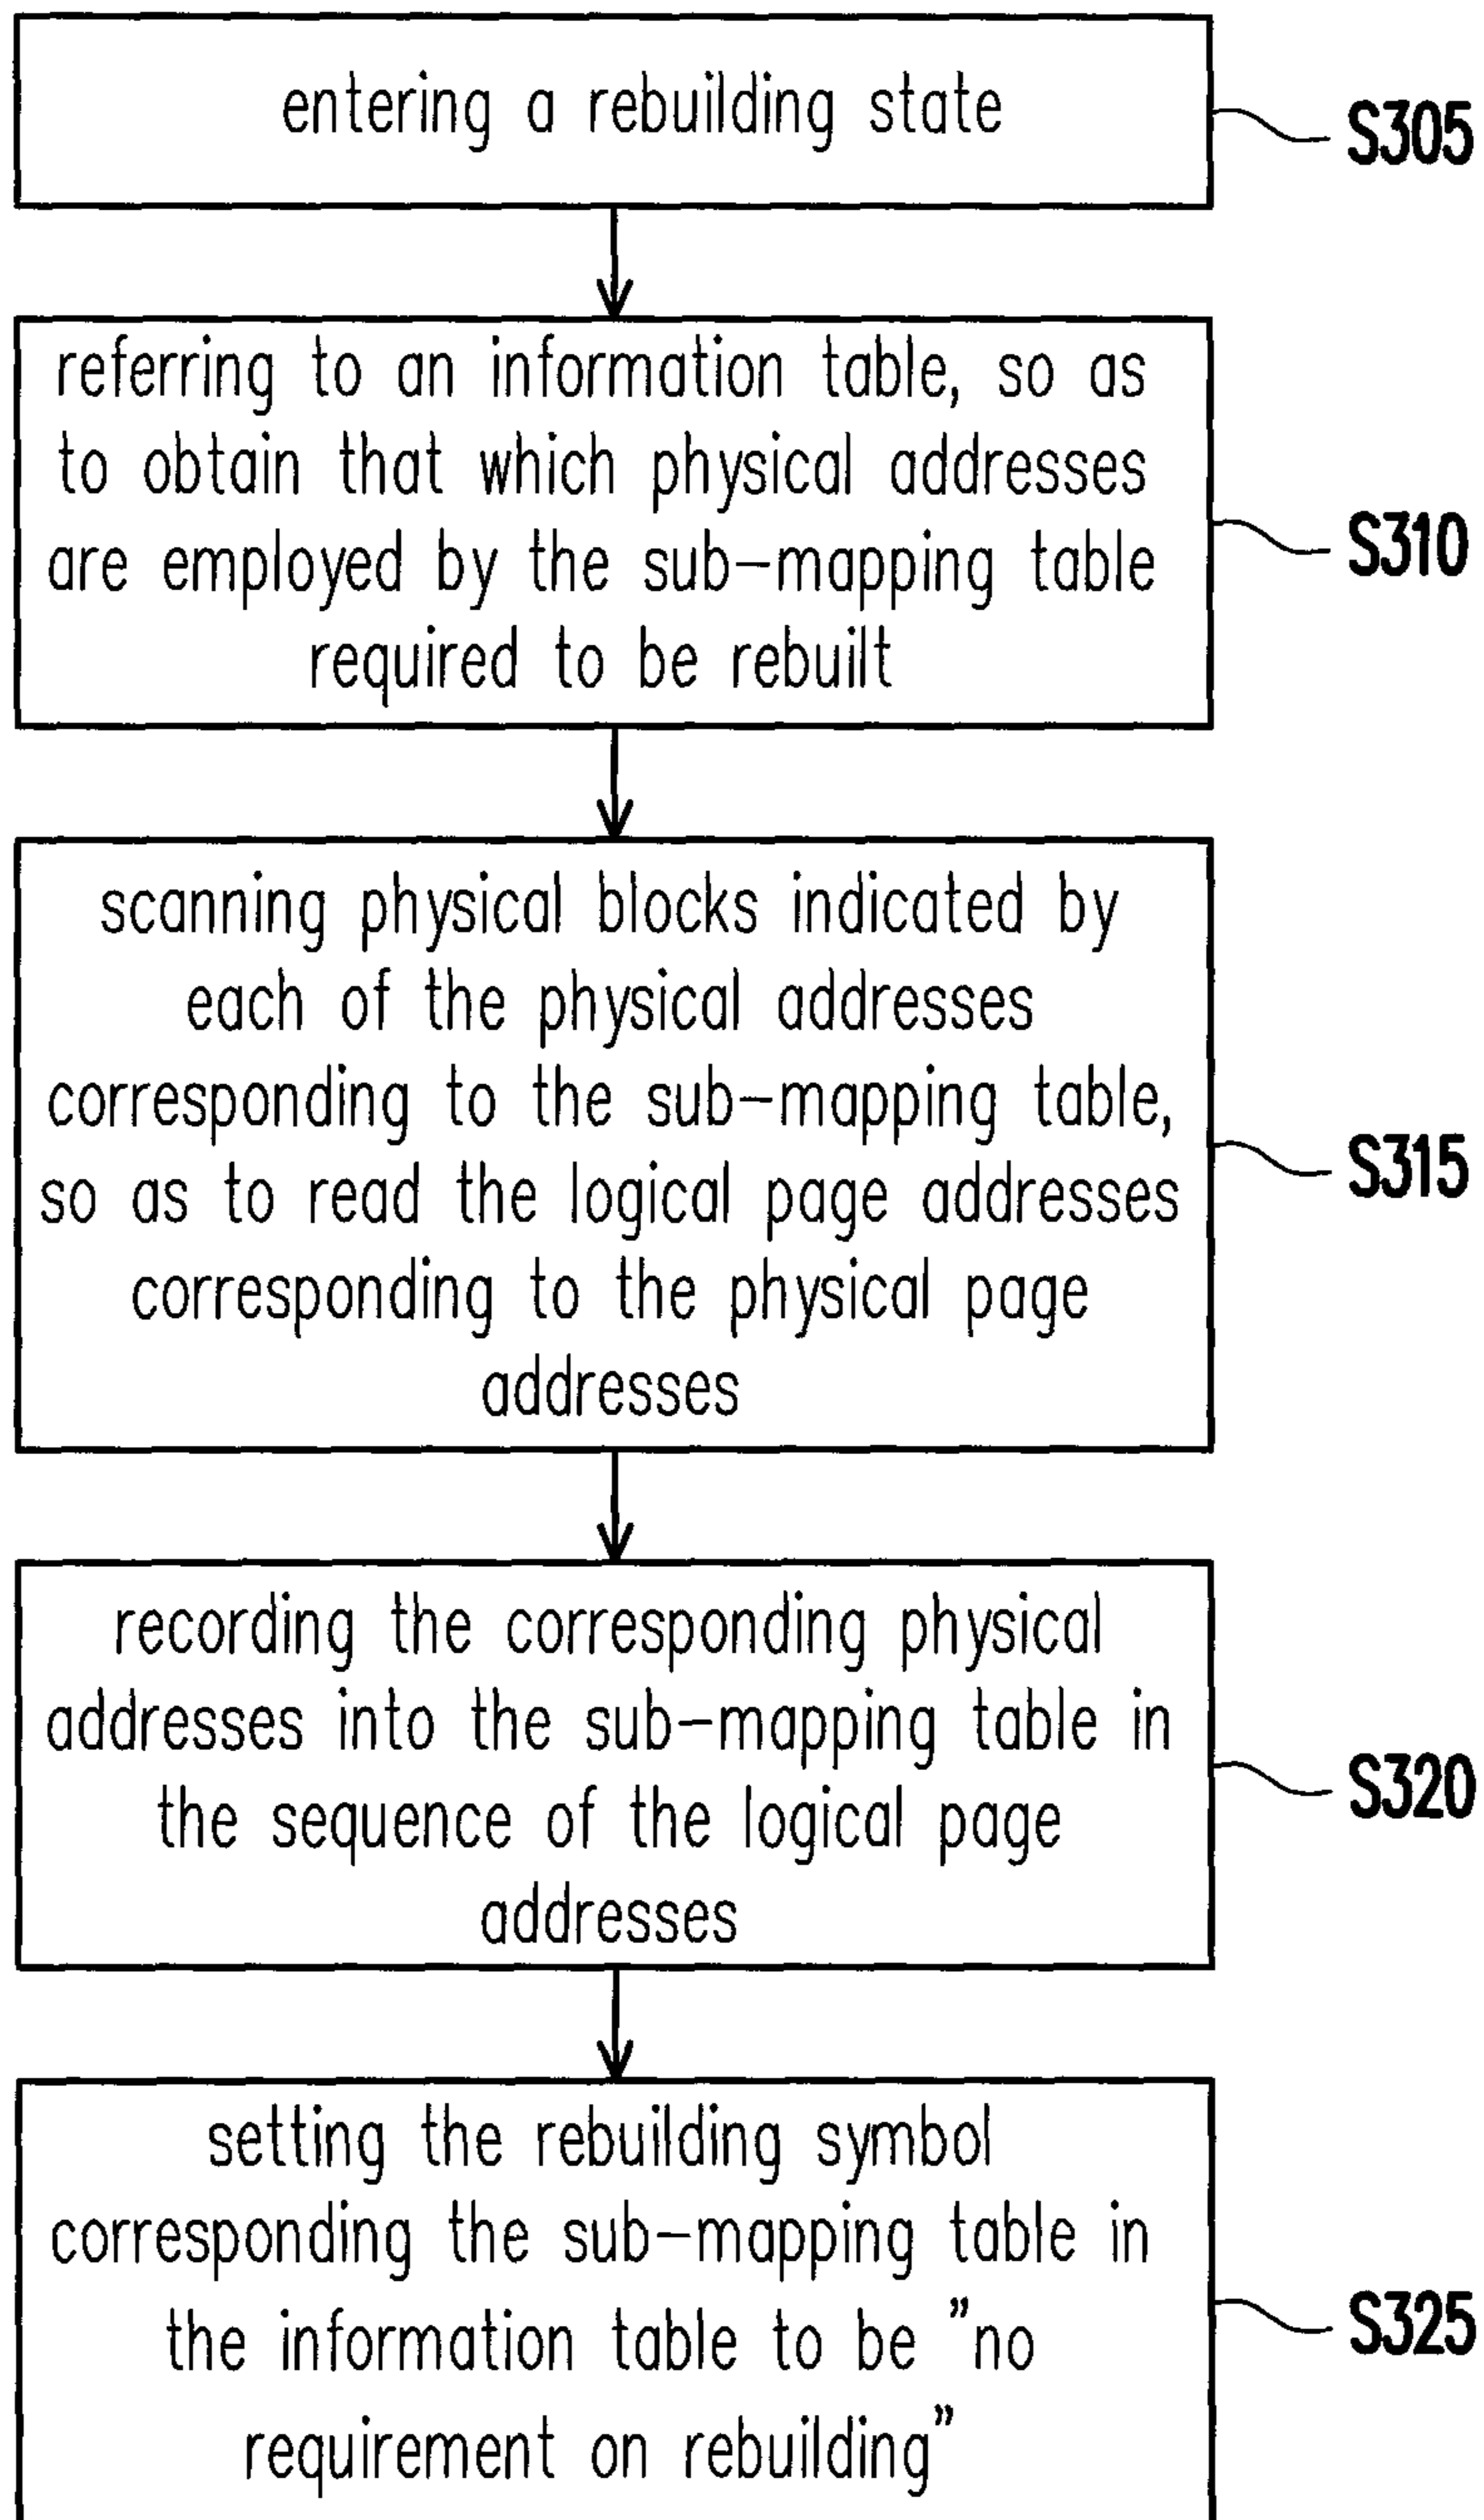 entering a rebuilding state
S305
referring to an information table, so as
to obtain that which physical addresses
are employed by the sub-mapping table
required to be rebuilt
S310
scanning physical blocks indicated by
each of the physical addresses
corresponding to the sub-mapping table,
so as to read the logical page addresses
corresponding to the physical page
addresses
S315
recording the corresponding physical
addresses into the sub-mapping table in
the sequence of the logical page
addresses
S320
setting the rebuilding symbol
corresponding the sub-mapping table in
the information table to be ”no
requirement on rebuilding”
S325